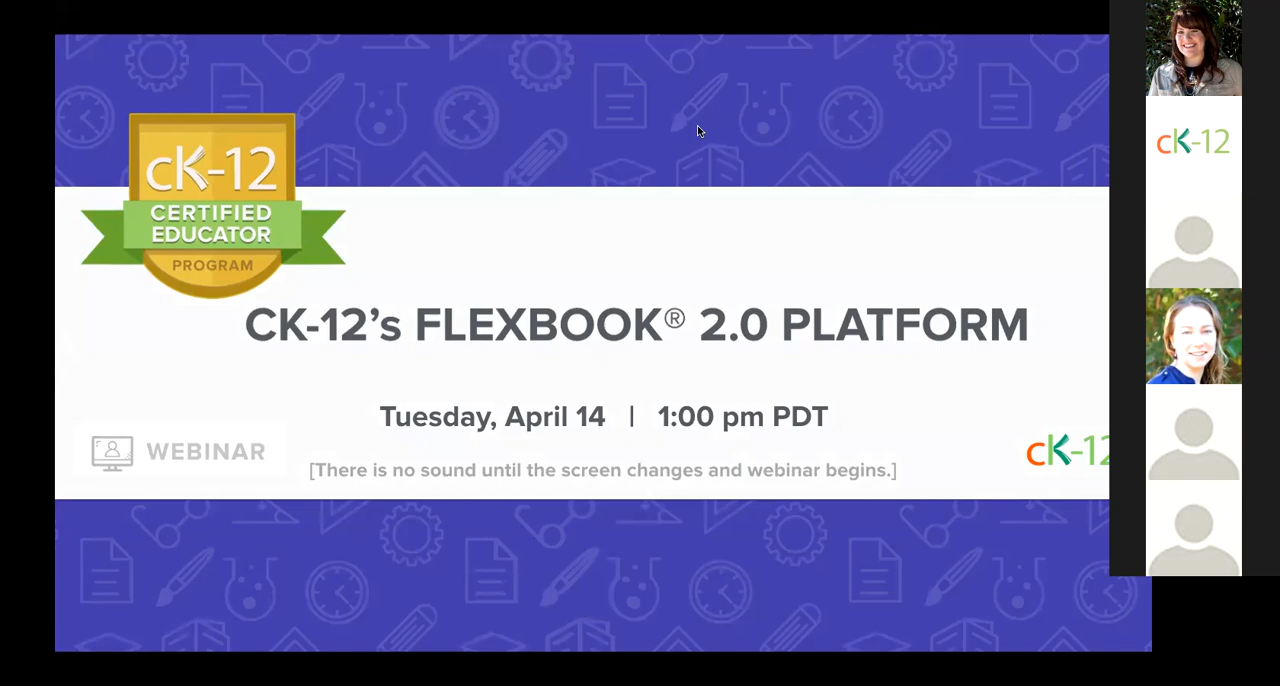 cK-12
CERTIFIED
EDUCATOR
PROGRAM
CK-12’s FLEXBOOK® 2.0 PLATFORM
Tuesday, April 14 | 1:00 pm PDT
WEBINAR
[There is no sound until the screen changes and webinar begins.]
cK-12
cK-12